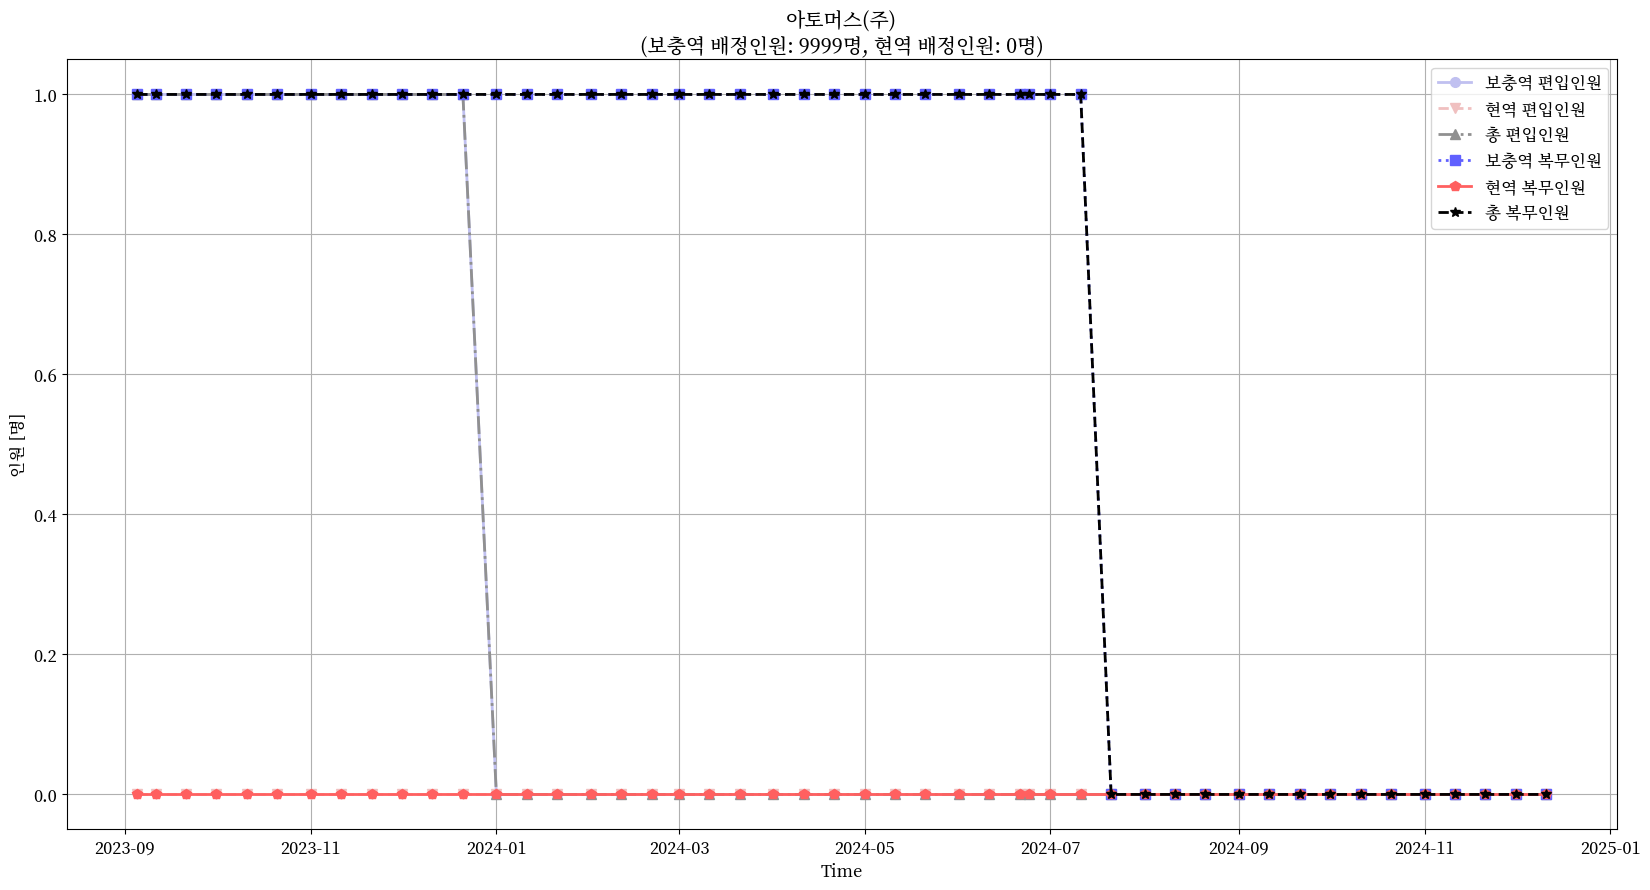 아토머스(주)
(보충역 배정인원: 9999명, 현역 배정인원: 0명)
보충역 편입인원
현역 편입인원
총 편입인원
보충역 복무인원
현역 복무인원
총 복무인원
인원 [명]
1.0
0.8
0.6
0.4
0.2
0.0
2023-09
2023-11
2024-01
2024-03
2024-05
2024-07
2024-09
2024-11
2025-01
Time